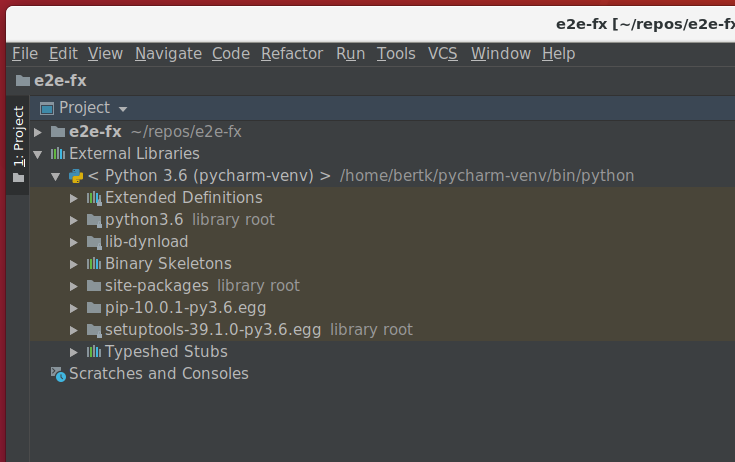 e2e-fx [~/repos/e2e-fx
File Edit View Navigate Code Refactor Run Tools VCS Window Help
e2e-fx
1: Project
Project
e2e-fx ~/repos/e2e-fx
External Libraries
< Python 3.6 (pycharm-venv) > /home/bertk/pycharm-venv/bin/python
Extended Definitions
python3.6 library root
lib-dynload
Binary Skeletons
site-packages library root
pip-10.0.1-py3.6.egg
setuptools-39.1.0-py3.6.egg library root
Typeshed Stubs
Scratches and Consoles